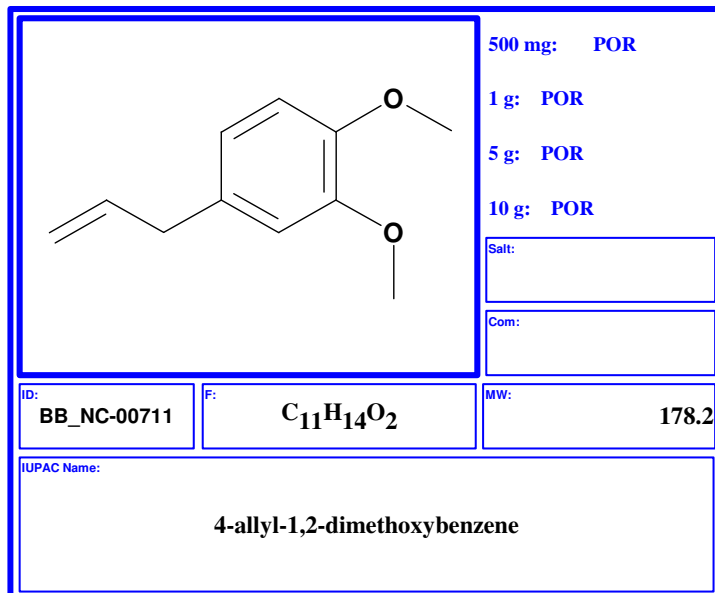 500 mg: POR
1 g: POR
5 g: POR
10 g: POR
O
O
Salt:
Com:
ID:
BB_NC-00711
F:
C11H14O2
MW:
178.2
IUPAC Name:
4-allyl-1,2-dimethoxybenzene